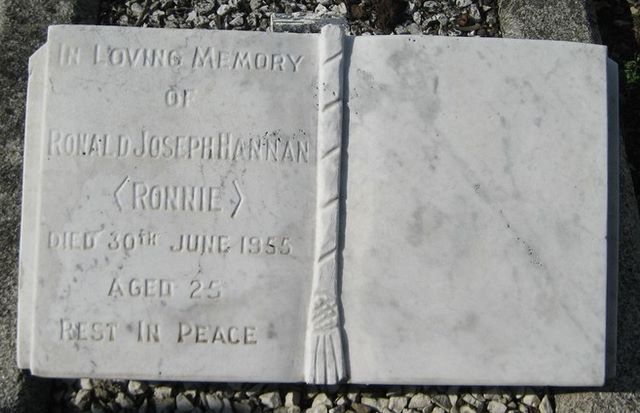 IN LOVING MEMORY
OF
RONALD JOSEPH HANNAN
(RONNIE)
DIED 30TH JUNE 1955
AGED 25
REST IN PEACE